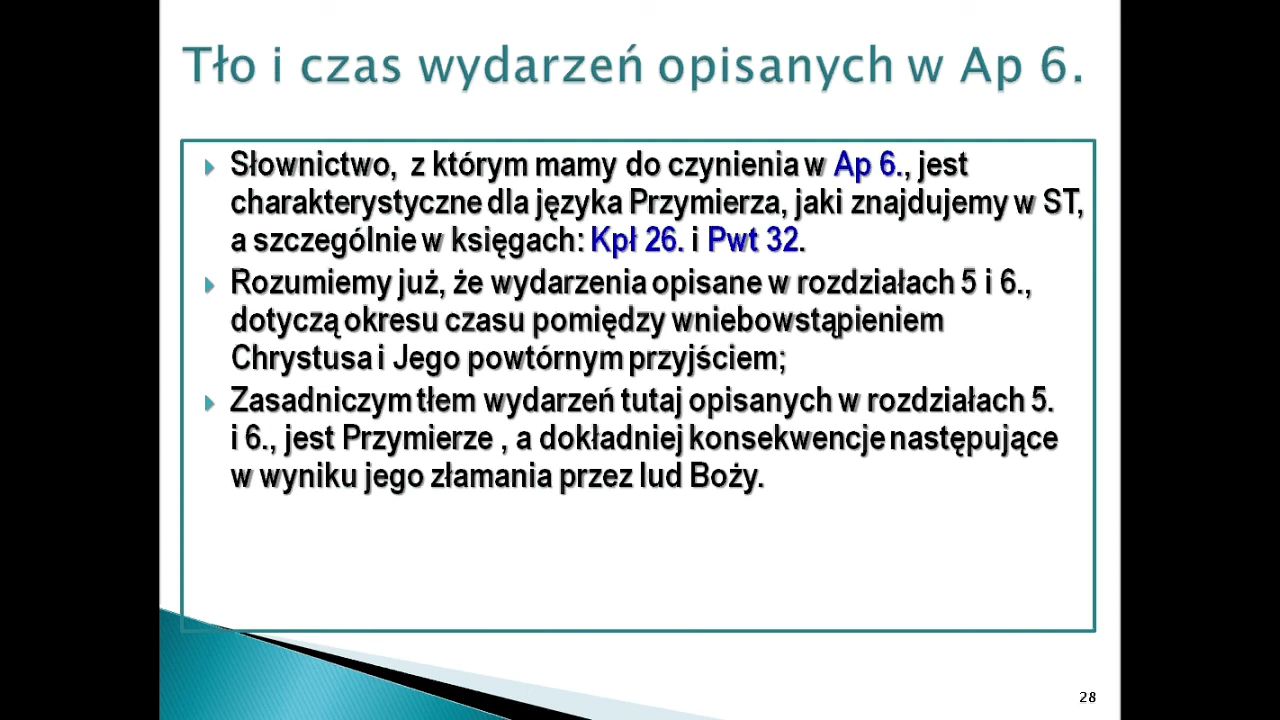 Tło i czas wydarzeń opisanych w Ap 6.
Słownictwo, z którym mamy do czynienia w Ap 6., jest
charakterystyczne dla języka Przymierza, jaki znajdujemy w ST,
a szczególnie w księgach: Kpł 26. i Pwt 32.
Rozumiemy już, że wydarzenia opisane w rozdziałach 5 i 6.,
dotyczą okresu czasu pomiędzy wniebowstąpieniem
Chrystusa i Jego powtórnym przyjściem;
Zasadniczym tłem wydarzeń tutaj opisanych w rozdziałach 5.
i 6., jest Przymierze , a dokładniej konsekwencje następujące
w wyniku jego złamania przez lud Boży.
28